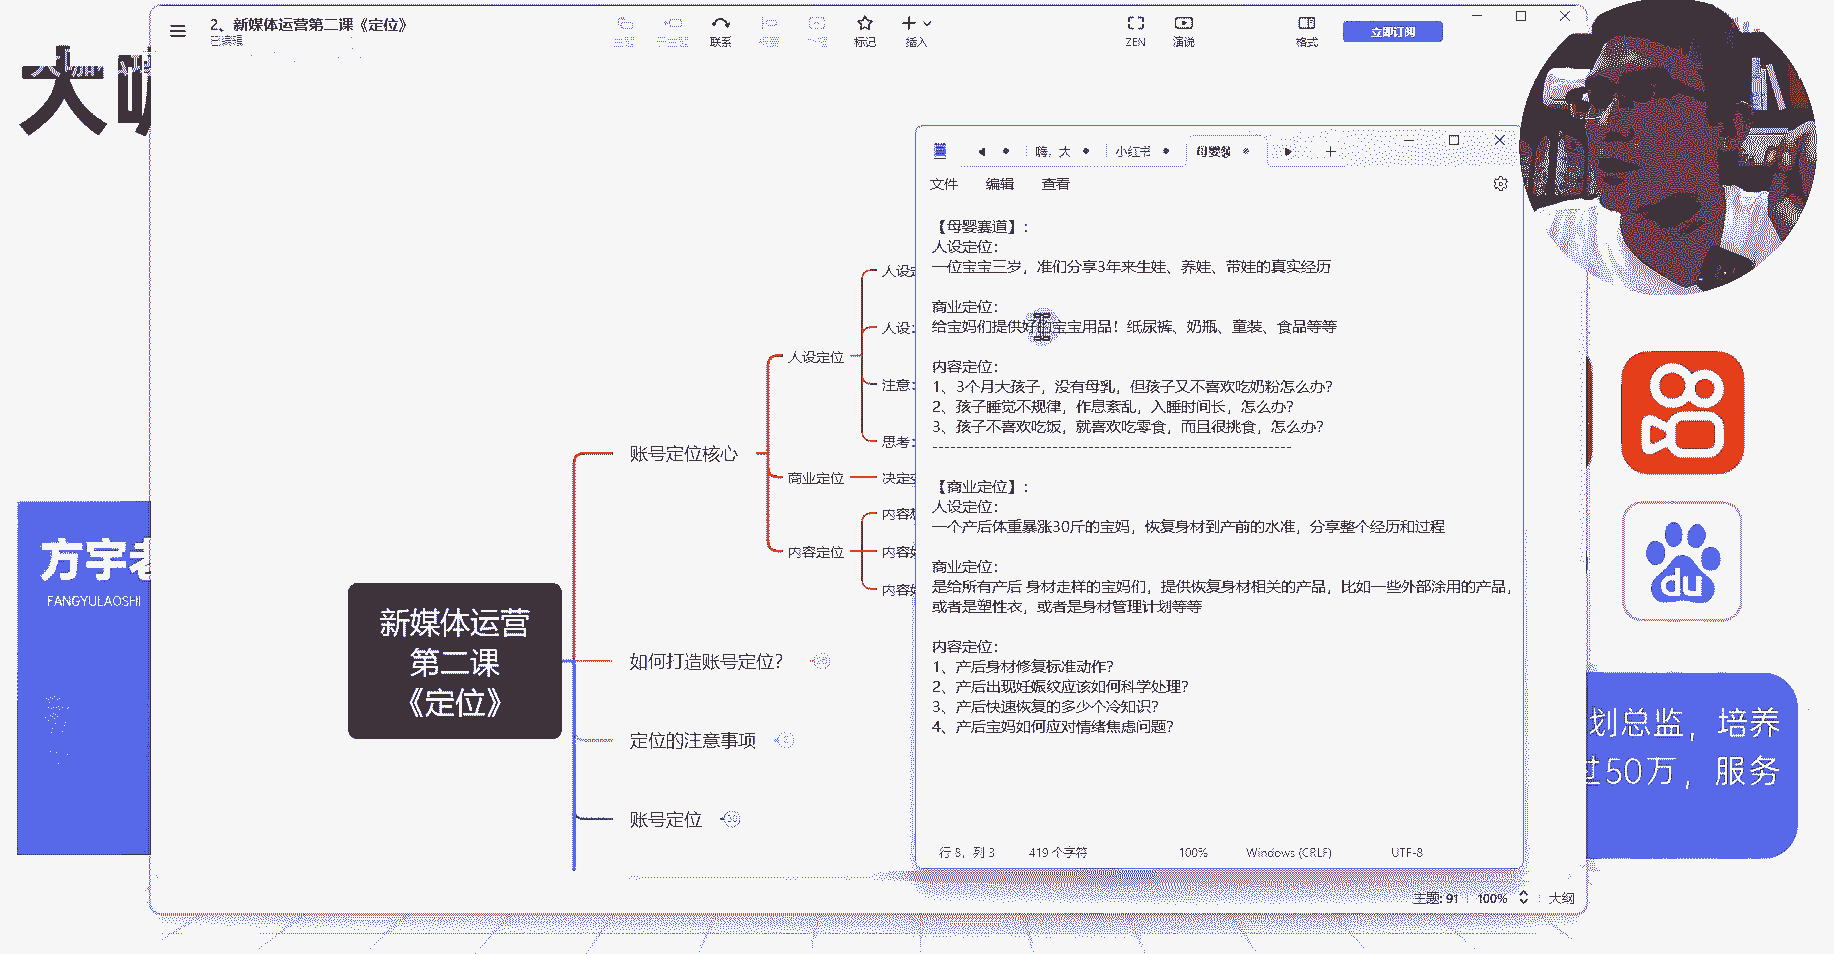 2、新媒体运营第二课《定位》
已编辑
联系
标记
插入
ZEN
演说
格式
立即订阅
大
嗨，大
小红书
母婴领
文件
编辑
查看
【母婴赛道】：
人设定位：
一位宝宝三岁，准们分享3年来生娃、养娃、带娃的真实经历
商业定位：
给宝妈们提供好的宝宝用品！纸尿裤、奶瓶、童装、食品等等
内容定位：
1、3个月大孩子，没有母乳，但孩子又不喜欢吃奶粉怎么办？
2、孩子睡觉不规律，作息紊乱，入睡时间长，怎么办？
3、孩子不喜欢吃饭，就喜欢吃零食，而且很挑食，怎么办？
【商业定位】：
人设定位：
一个产后体重暴涨30斤的宝妈，恢复身材到产前的水准，分享整个经历和过程
商业定位：
是给所有产后 身材走样的宝妈们，提供恢复身材相关的产品，比如一些外部涂用的产品，
或者是塑性衣，或者是身材管理计划等等
内容定位：
1、产后身材修复标准动作？
2、产后出现妊娠纹应该如何科学处理？
3、产后快速恢复的多少个冷知识？
4、产后宝妈如何应对情绪焦虑问题？
行 8，列 3
419 个字符
100%
Windows (CRLF)
UTF-8
人设
人设：
注意：
思考：
人设定位
账号定位核心
商业定位
决定
内容
内容定位
内容
内容
新媒体运营
第二课
《定位》
如何打造账号定位？
定位的注意事项
账号定位
主题: 91
100%
大纲
方宇老
FANGYULAOSHI
du
划总监，培养
过50万，服务